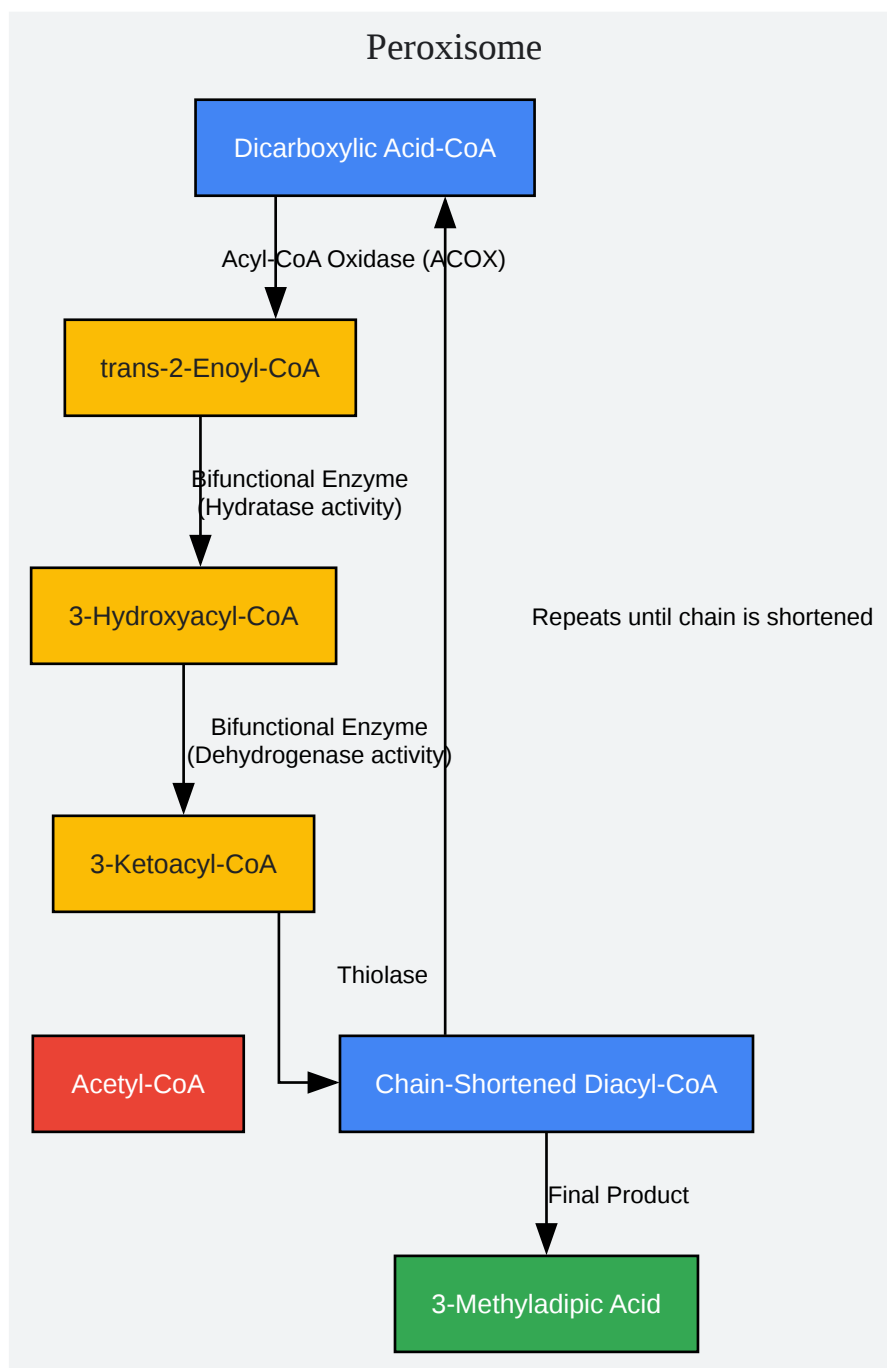 Peroxisome
Dicarboxylic Acid-CoA
Acyl-CoA Oxidase (ACOX)
trans-2-Enoyl-CoA
Bifunctional Enzyme
(Hydratase activity)
3-Hydroxyacyl-CoA
Repeats until chain is shortened
Bifunctional Enzyme
(Dehydrogenase activity)
3-Ketoacyl-CoA
Thiolase
Acetyl-CoA
Chain-Shortened Diacyl-CoA
Final Product
3-Methyladipic Acid